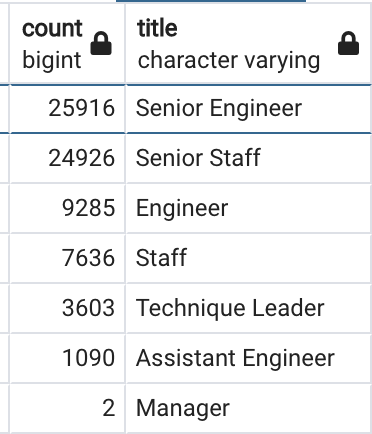 count title
bigint character varying
25916 Senior Engineer
24926 Senior Staff
9285 Engineer
7636 Staff
3603 Technique Leader
1090 Assistant Engineer
2 Manager